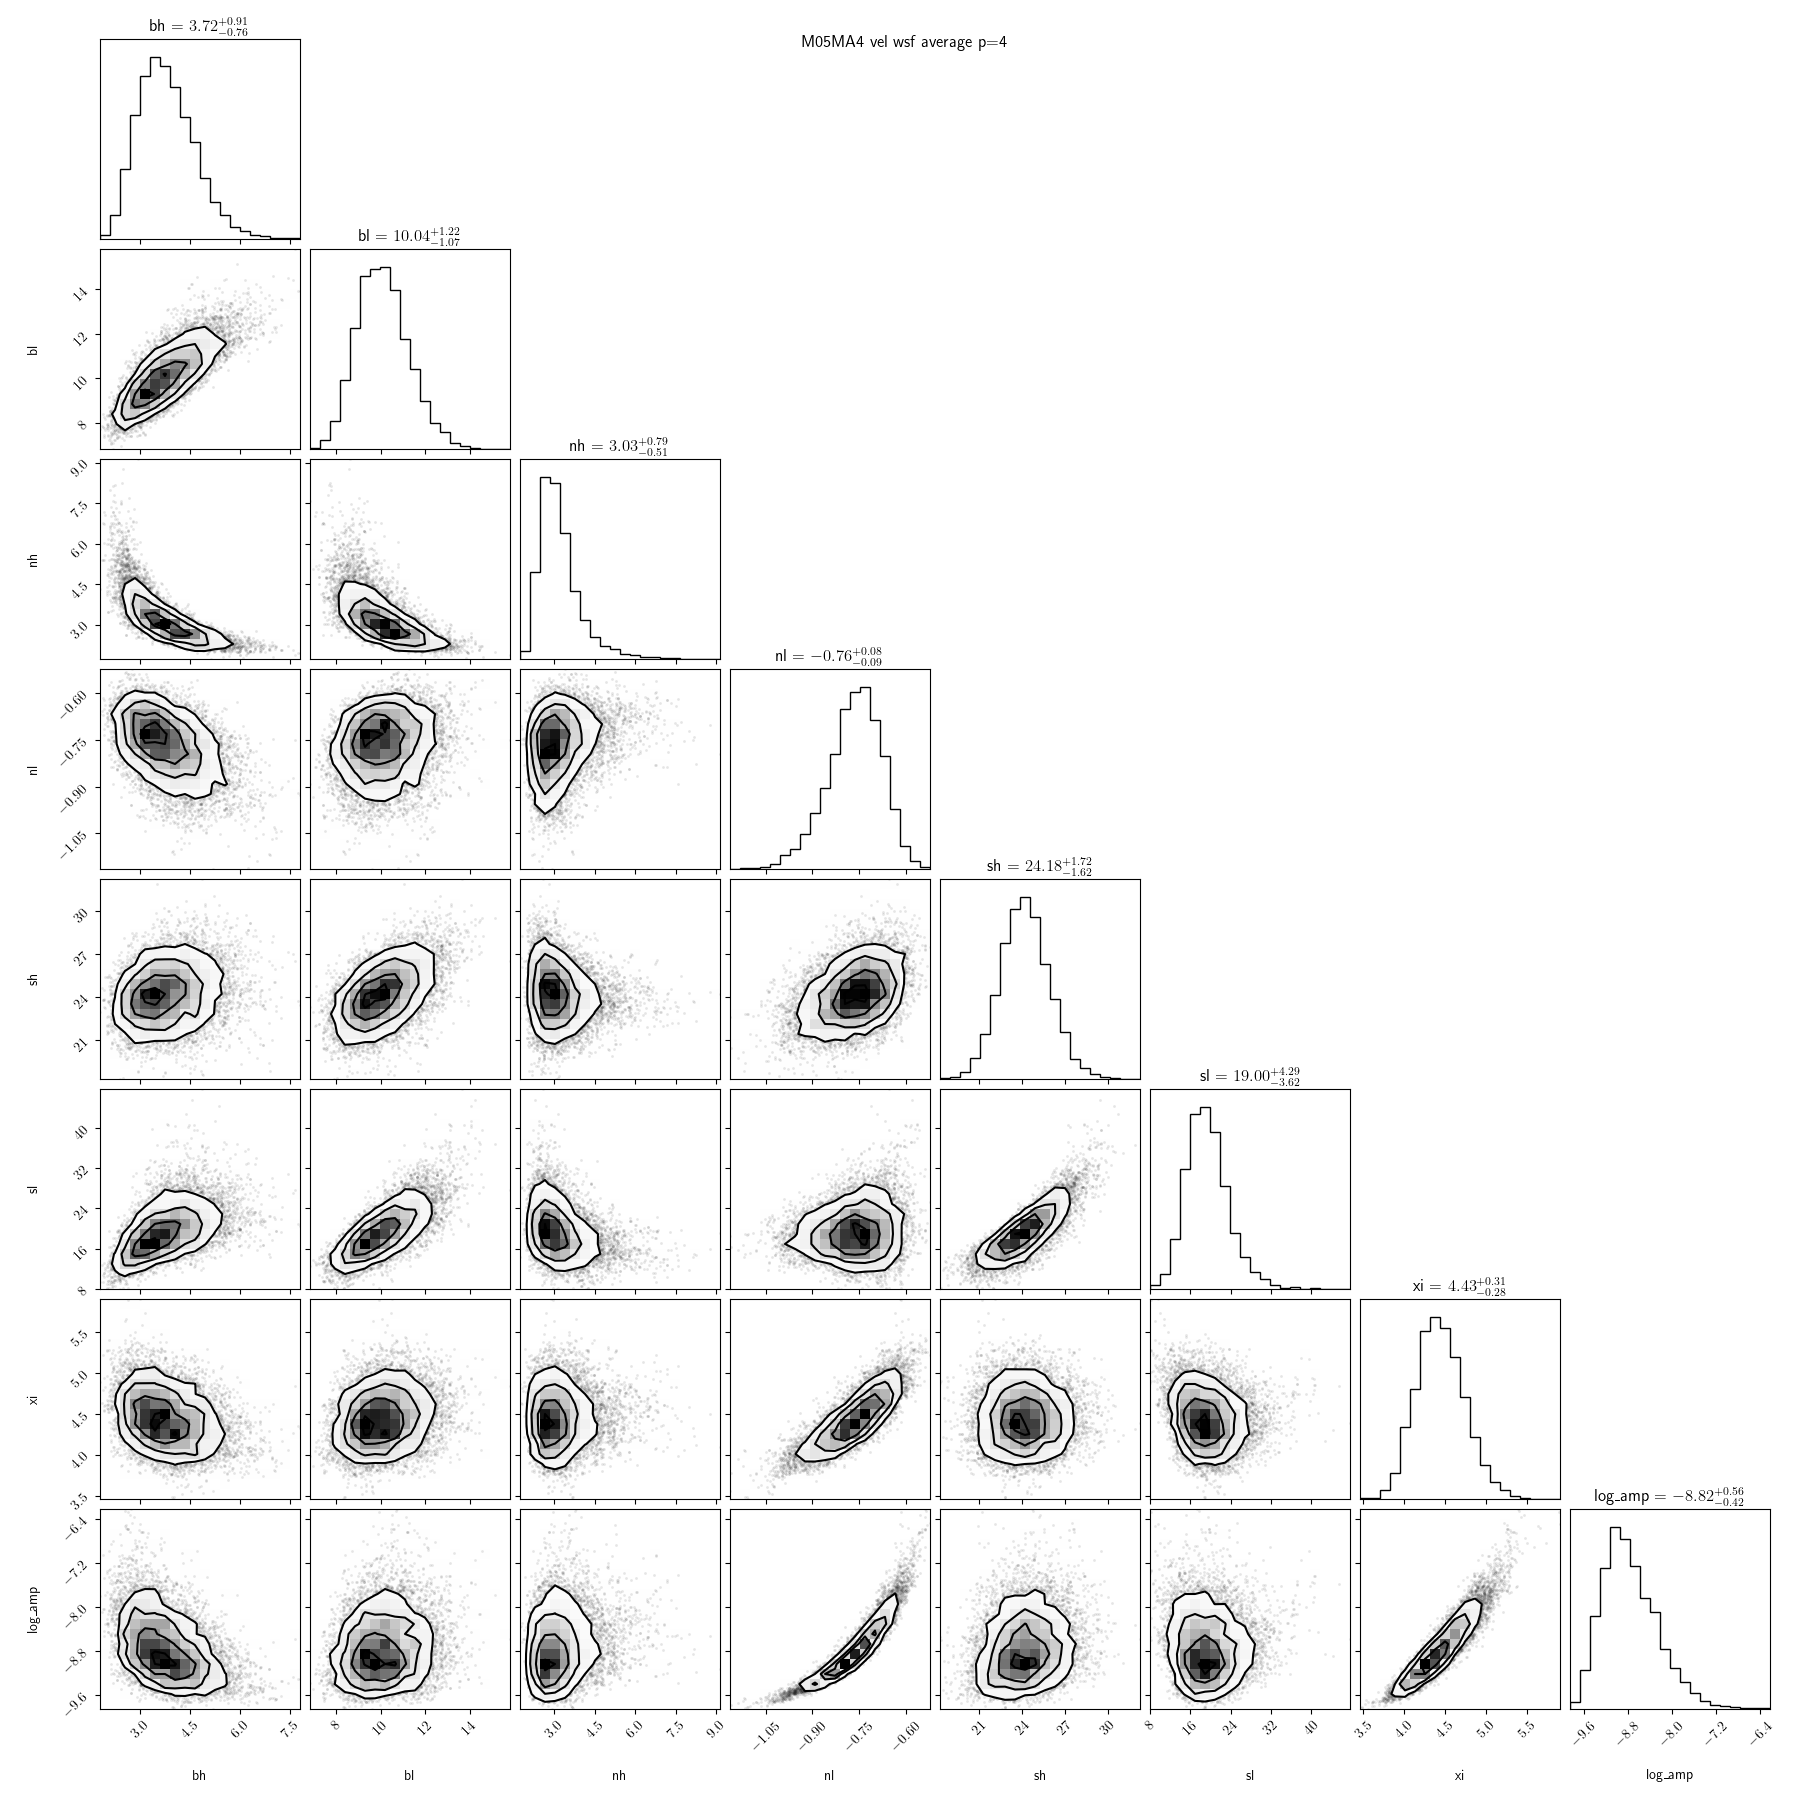 M05MA4 vel wsf average p=4
bh = 3.72^{+0.91}_{-0.76}
bl = 10.04^{+1.22}_{-1.07}
bl
14
12
10
8
nh = 3.03^{+0.79}_{-0.51}
nh
9.0
7.5
6.0
4.5
3.0
nl = −0.76^{+0.08}_{-0.09}
nl
−0.60
−0.75
−0.90
−1.05
sh = 24.18^{+1.72}_{-1.62}
sh
30
27
24
21
sl = 19.00^{+4.29}_{-3.62}
sl
40
32
24
16
8
xi = 4.43^{+0.31}_{-0.28}
xi
5.5
5.0
4.5
4.0
3.5
log_amp = −8.82^{+0.56}_{-0.42}
log_amp
−6.4
−7.2
−8.0
−8.8
−9.6
3.0 4.5 6.0 7.5 8 10 12 14 3.0 4.5 6.0 7.5 9.0 −1.05 −0.90 −0.75 −0.60 21 24 27 30 8 16 24 32 40 3.5 4.0 4.5 5.0 5.5 −9.6 −8.8 −8.0 −7.2 −6.4
bh bl nh nl sh sl xi log_amp